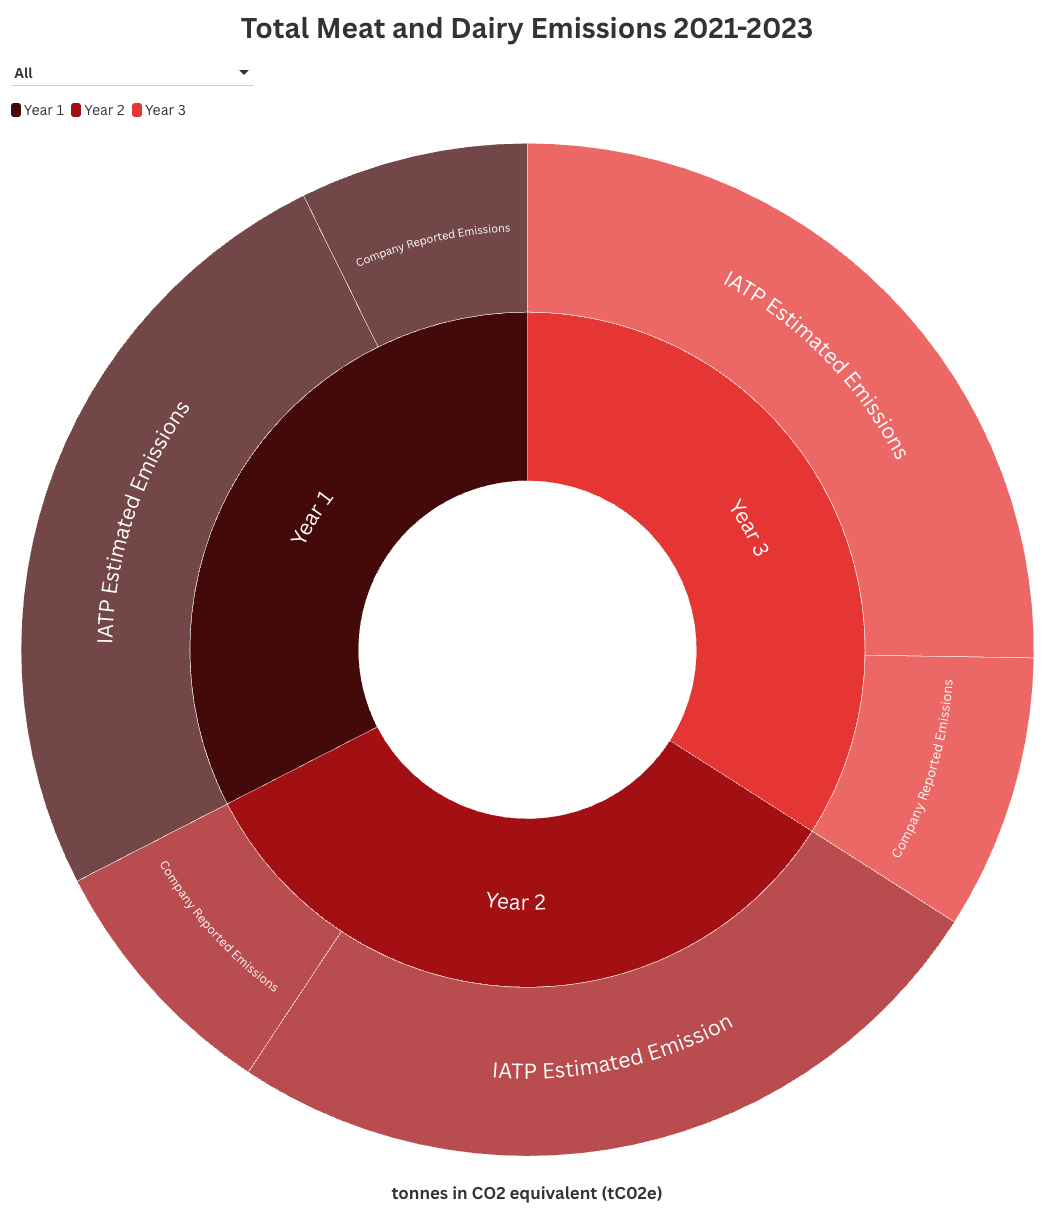 Total Meat and Dairy Emissions 2021-2023
All
Year 1 Year 2 Year 3
Company Reported Emissions
IATP Estimated Emissions
IATP Estimated Emissions
Year 1
Year 3
Company Reported Emissions
Company Reported Emissions
Year 2
IATP Estimated Emission
tonnes in CO2 equivalent (tC02e)